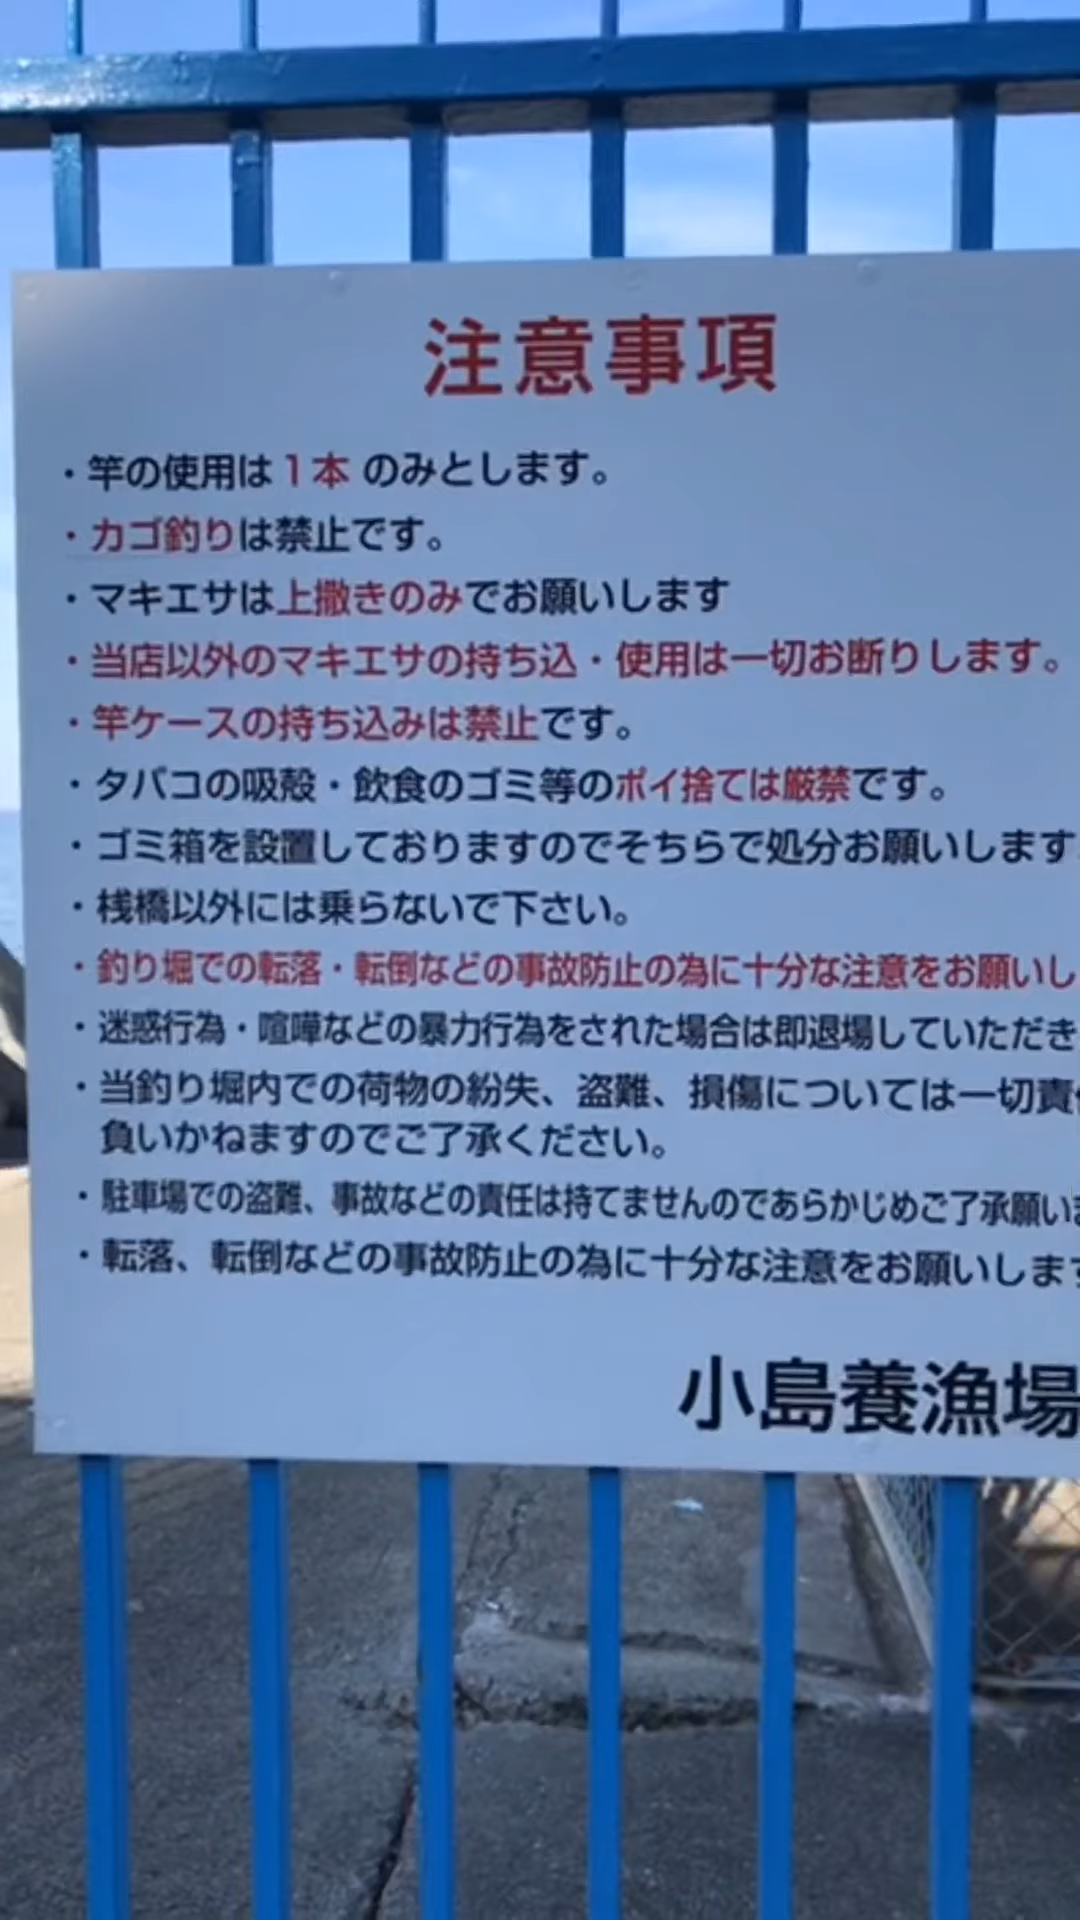 注意事項
・竿の使用は1本 のみとします。
・カゴ釣りは禁止です。
・マキエサは上撒きのみでお願いします
・当店以外のマキエサの持ち込・使用は一切お断りします。
・竿ケースの持ち込みは禁止です。
・タバコの吸殻・飲食のゴミ等のポイ捨ては厳禁です。
・ゴミ箱を設置しておりますのでそちらで処分お願いします
・桟橋以外には乗らないで下さい。
・釣り堀での転落・転倒などの事故防止の為に十分な注意をお願いし
・迷惑行為・喧嘩などの暴力行為をされた場合は即退場していただき
・当釣り堀内での荷物の紛失、盗難、損傷については一切責
負いかねますのでご了承ください。
・駐車場での盗難、事故などの責任は持てませんのであらかじめご了承願い
・転落、転倒などの事故防止の為に十分な注意をお願いします
小島養漁場